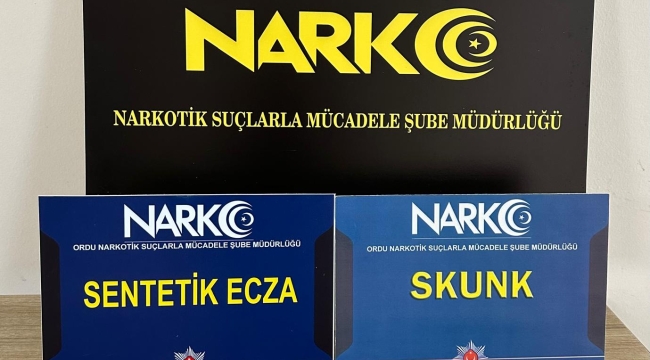 NARKO
NARKOTİK SUÇLARLA MÜCADELE ŞUBE MÜDÜRLÜĞÜ
NARKO
ORDU NARKOTİK SUÇLARLA MÜCADELE ŞUBE MÜDÜRLÜĞÜ
SENTETİK ECZA
NARKO
ORDU NARKOTİK SUÇLARLA MÜCADELE ŞUBE MÜDÜRLÜĞÜ
SKUNK